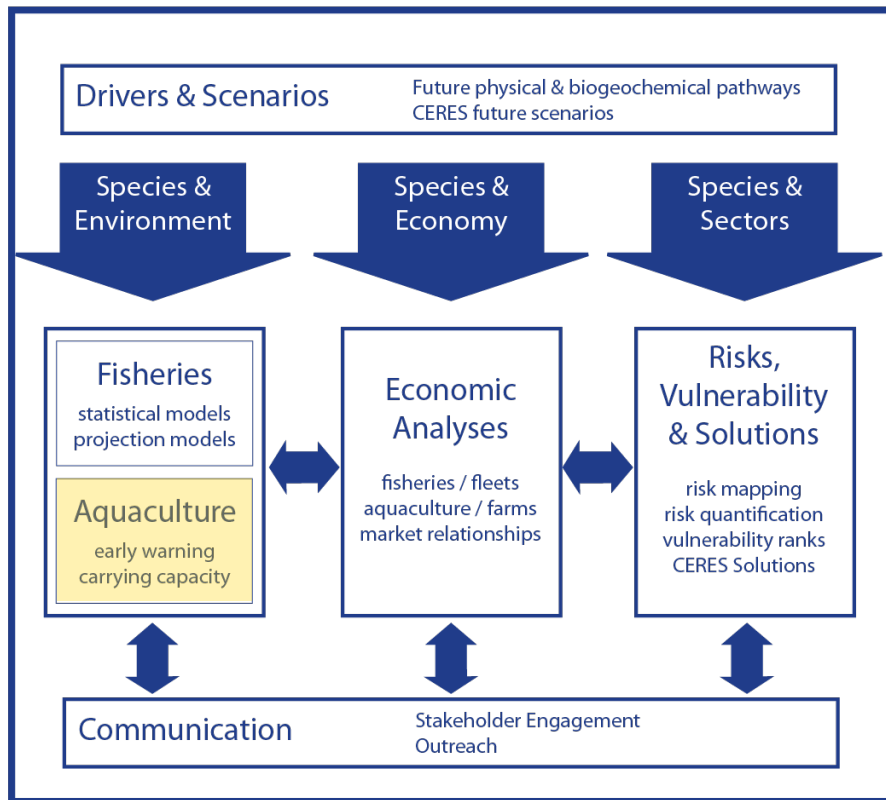 Drivers & Scenarios
Future physical & biogeochemical pathways
CERES future scenarios
Species &
Environment
Species &
Economy
Species &
Sectors
Fisheries
statistical models
projection models
Aquaculture
early warning
carrying capacity
Economic
Analyses
fisheries / fleets
aquaculture / farms
market relationships
Risks,
Vulnerability
& Solutions
risk mapping
risk quantification
vulnerability ranks
CERES Solutions
Communication
Stakeholder Engagement
Outreach